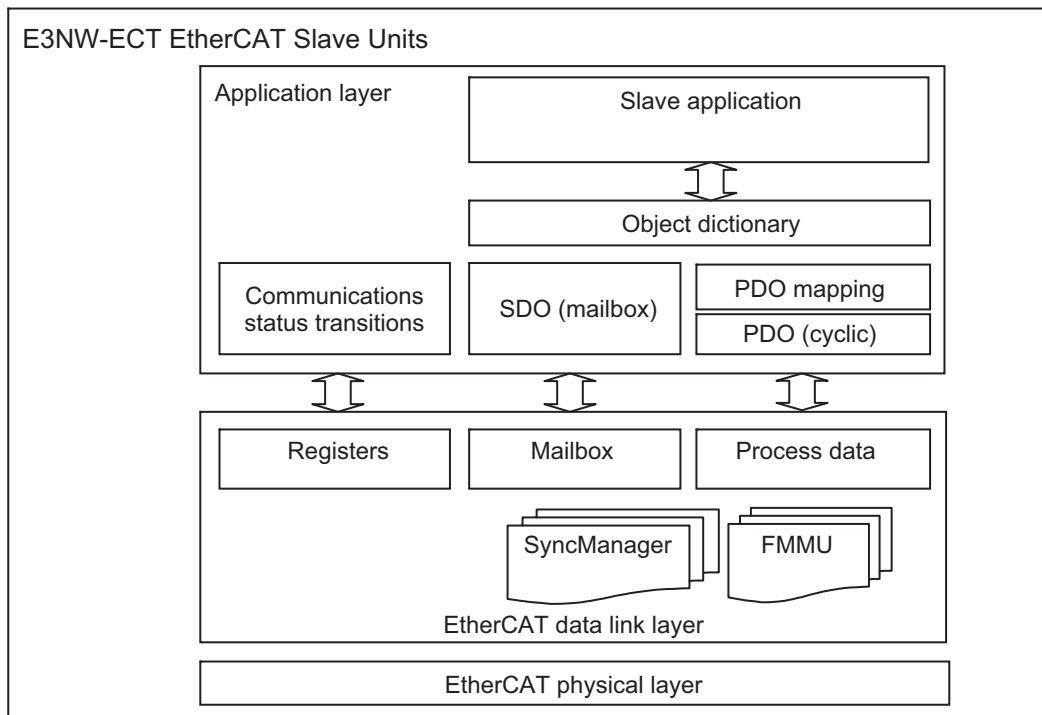 E3NW-ECT EtherCAT Slave Units
Application layer
Slave application
Object dictionary
Communications
status transitions
SDO (mailbox)
PDO mapping
PDO (cyclic)
Registers
Mailbox
Process data
SyncManager
FMMU
EtherCAT data link layer
EtherCAT physical layer